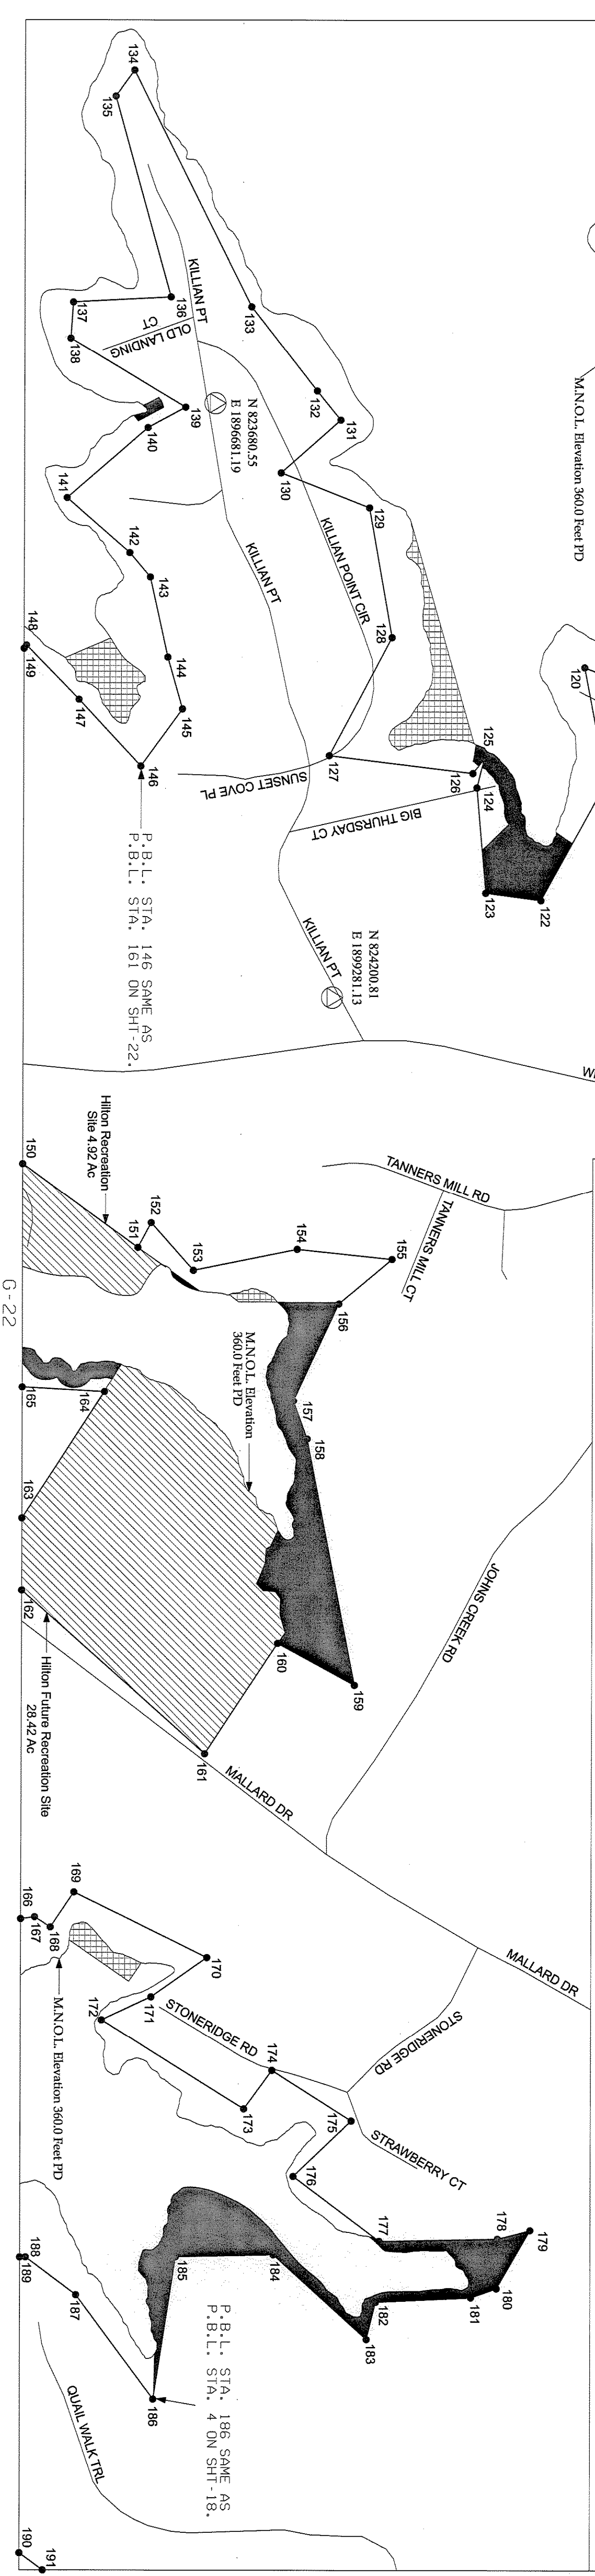 134
135
136
137
138
139
140
141
142
143
144
145
146
147
148
149
133
132
131
130
129
128
127
126
125
124
123
122
120
KILLIAN PT
OLD LANDING
CT
N 823680.55
E 1896681.19
KILLIAN POINT CIR
KILLIAN PT
SUNSET COVE PL
BIG THURSDAY CT
KILLIAN PT
N 824200.81
E 1899281.13
M.N.O.L. Elevation 360.0 Feet PD
P.B.L. STA. 146 SAME AS
P.B.L. STA. 161 ON SHT-22.
150
151
152
153
154
155
156
157
158
159
160
161
162
163
164
165
Hilton Recreation
Site 4.92 Ac
TANNERS MILL RD
TANNERS MILL CT
M.N.O.L. Elevation
360.0 Feet PD
G-22
JOHNS CREEK RD
Hilton Future Recreation Site
28.42 Ac
MALLARD DR
MALLARD DR
166
167
168
169
170
171
172
173
174
175
176
177
178
179
180
181
182
183
184
185
186
187
188
189
190
191
STONERIDGE RD
STONERIDGE RD
STRAWBERRY CT
M.N.O.L. Elevation 360.0 Feet PD
P.B.L. STA. 186 SAME AS
P.B.L. STA. 4 ON SHT-18.
QUAIL WALK TRL